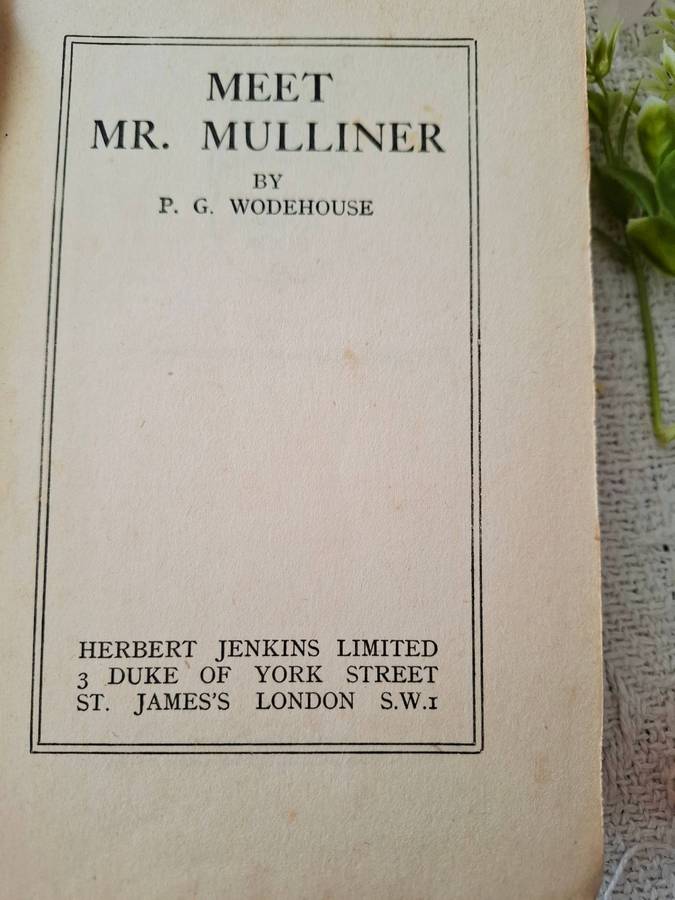 MEET
MR. MULLINER
BY
P. G. WODEHOUSE
HERBERT JENKINS LIMITED
3 DUKE OF YORK STREET
ST. JAMES'S LONDON S.W.1